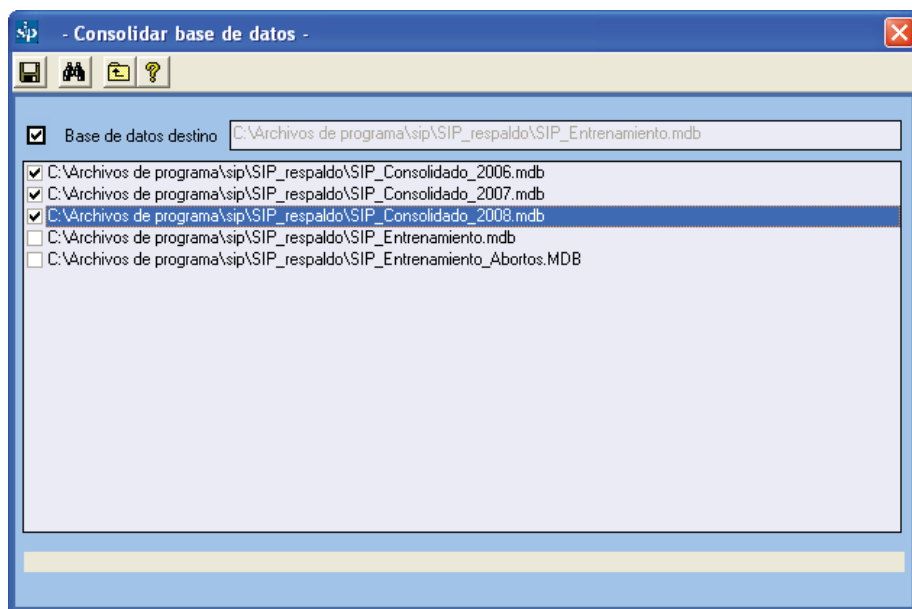 sip - Consolidar base de datos -
Base de datos destino C:\Archivos de programa\sip\SIP_respaldo\SIP_Entrenamiento.mdb
C:\Archivos de programa\sip\SIP_respaldo\SIP_Consolidado_2006.mdb
C:\Archivos de programa\sip\SIP_respaldo\SIP_Consolidado_2007.mdb
C:\Archivos de programa\sip\SIP_respaldo\SIP_Consolidado_2008.mdb
C:\Archivos de programa\sip\SIP_respaldo\SIP_Entrenamiento.mdb
C:\Archivos de programa\sip\SIP_respaldo\SIP_Entrenamiento_Abortos.MDB